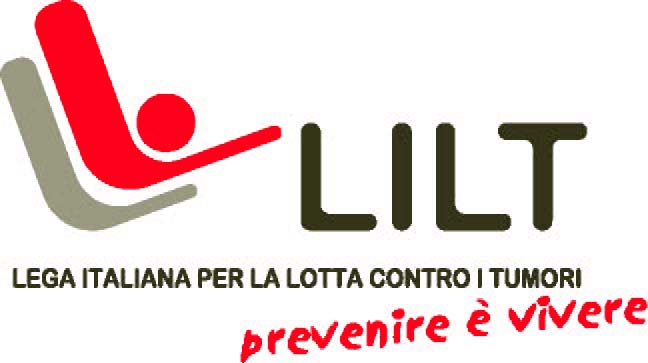 LILT
LEGA ITALIANA PER LA LOTTA CONTRO I TUMORI
prevenire è vivere